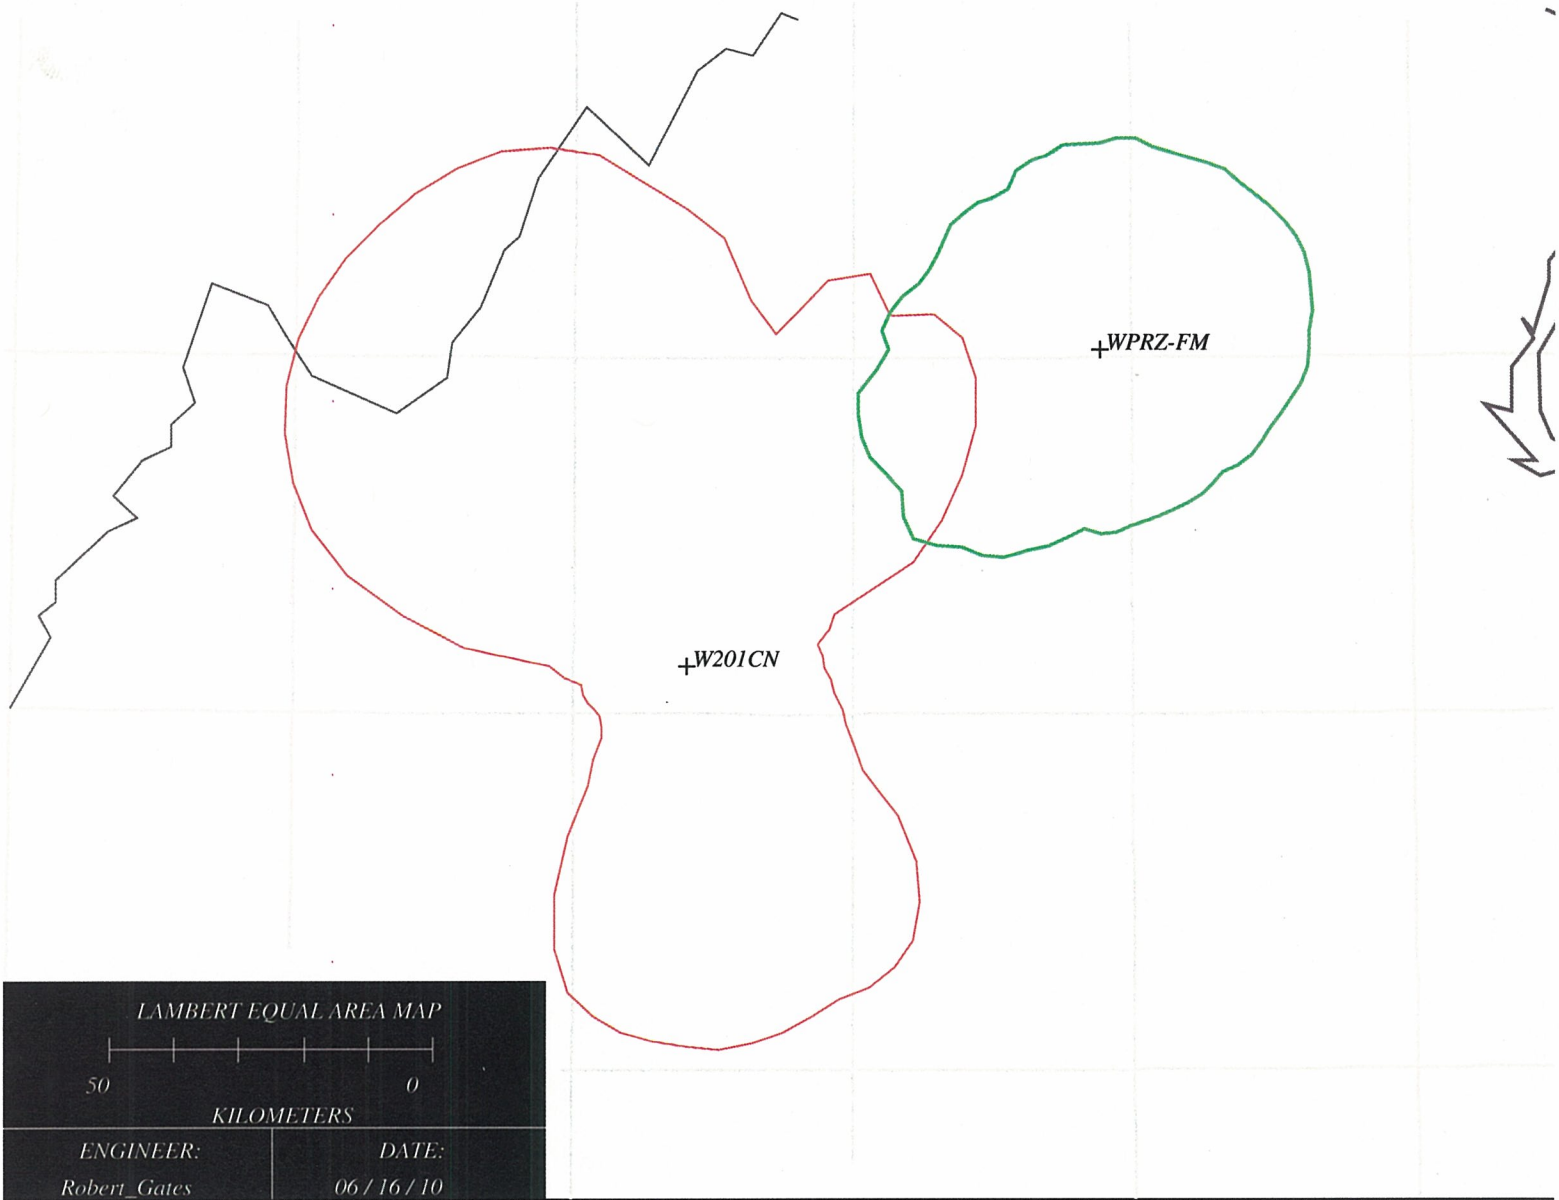 WPRZ-FM
W201CN
LAMBERT EQUAL AREA MAP
50 0
KILOMETERS
ENGINEER: DATE:
Robert_Gates 06/16/10